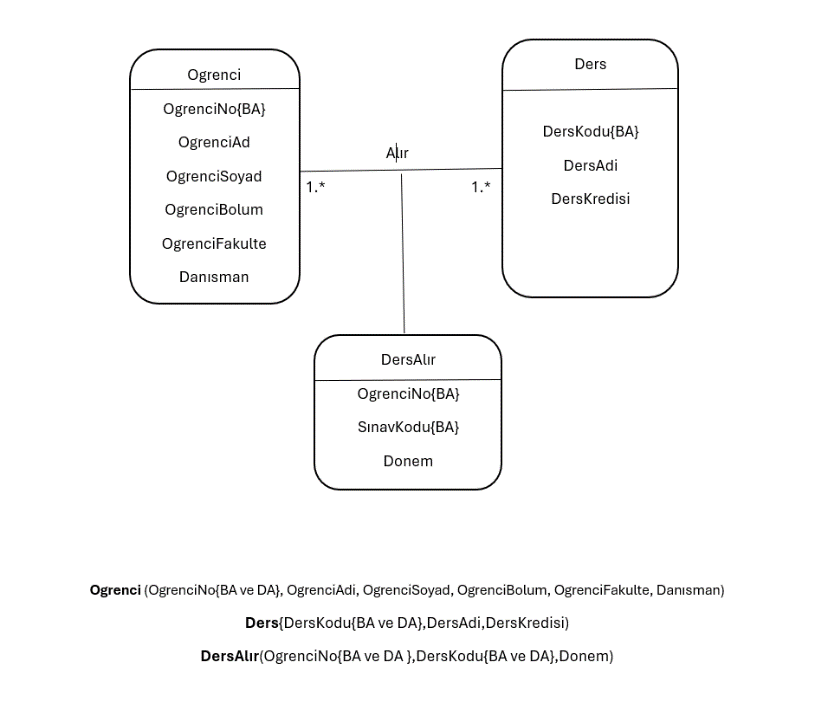 Ogrenci
OgrenciNo{BA}
OgrenciAd
OgrenciSoyad
OgrenciBolum
OgrenciFakulte
Danısman
Alır
1.*
1.*
Ders
DersKodu{BA}
DersAdi
DersKredisi
DersAlır
OgrenciNo{BA}
SınavKodu{BA}
Donem
Ogrenci (OgrenciNo{BA ve DA}, OgrenciAdi, OgrenciSoyad, OgrenciBolum, OgrenciFakulte, Danısman)
Ders{DersKodu{BA ve DA},DersAdi,DersKredisi)
DersAlır(OgrenciNo{BA ve DA },DersKodu{BA ve DA},Donem)